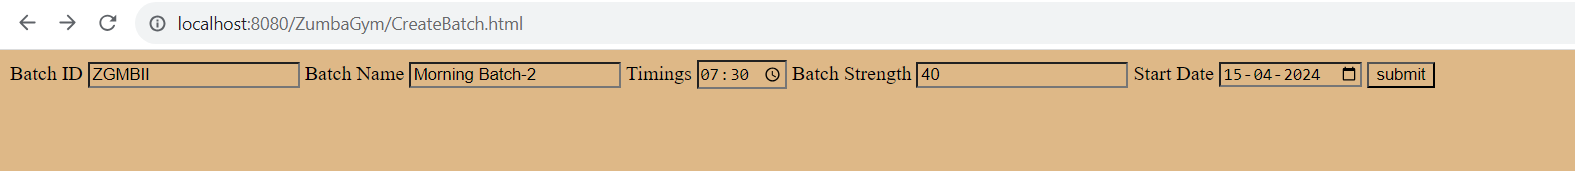 localhost:8080/ZumbaGym/CreateBatch.html
Batch ID ZGMBII Batch Name Morning Batch-2 Timings 07:30 Batch Strength 40 Start Date 15-04-2024 submit